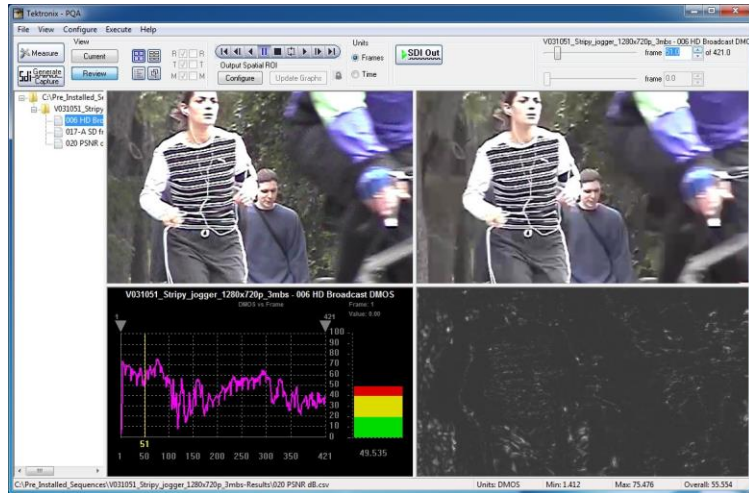 Tektronix - PQA
File View Configure Execute Help
View
Measure
Current
Generate
Capture
Review
R R
T T
M M
Output Spatial ROI
Configure
Update Graphs
Units
Frames
Time
SDI Out
V031051_Stripy_jogger_1280x720p_3mbs - 006 HD Broadcast DMO
frame 51.0 of 421.0
frame 0.0
C:\Pre_Installed_Se
V031051_Stripy
006 HD Bro
017-A SD fr
020 PSNR c
V031051_Stripy_jogger_1280x720p_3mbs - 006 HD Broadcast DMOS
DMOS vs Frame
Frame: 1
Value: 0.00
1
421
100
90
80
70
60
50
40
30
20
10
0
51
1 50 100 150 200 250 300 350 421
49.535
C:\Pre_Installed_Sequences\V031051_Stripy_jogger_1280x720p_3mbs-Results\020 PSNR dB.csv
Units: DMOS
Min: 1.412
Max: 75.476
Overall: 55.554